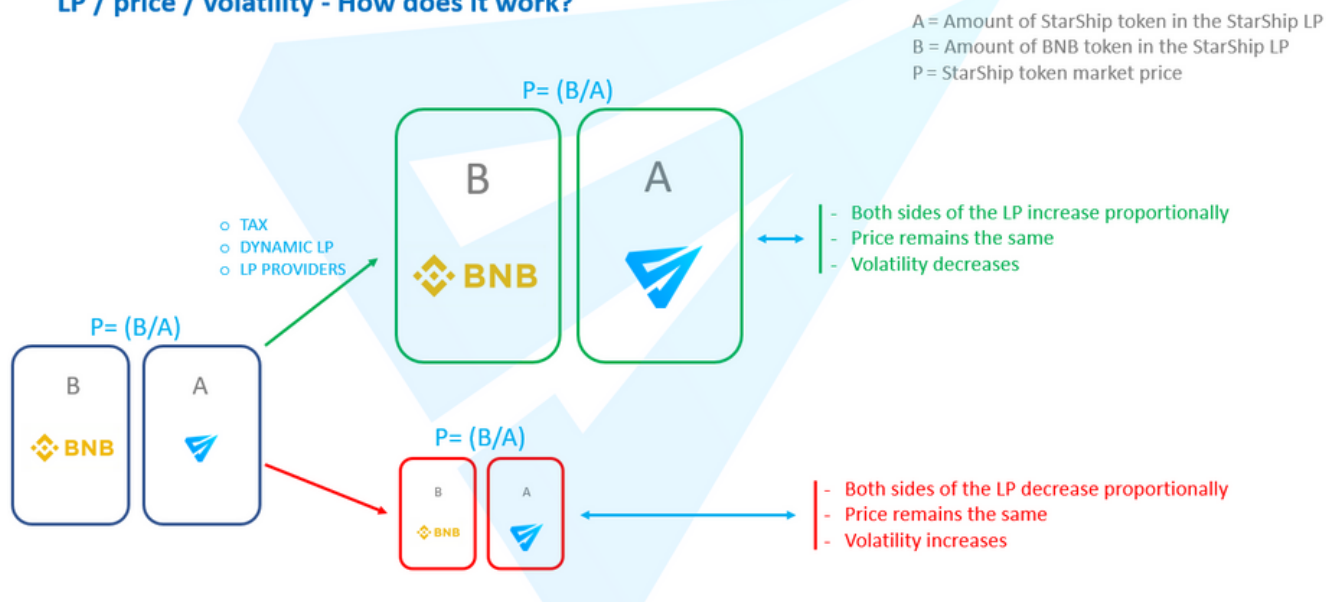 LP / price / Volatility - How does it work?
A = Amount of StarShip token in the StarShip LP
B = Amount of BNB token in the StarShip LP
P = StarShip token market price
P= (B/A)
B
A
BNB
○ TAX
○ DYNAMIC LP
○ LP PROVIDERS
- Both sides of the LP increase proportionally
- Price remains the same
- Volatility decreases
P= (B/A)
B
A
BNB
P= (B/A)
B
A
BNB
- Both sides of the LP decrease proportionally
- Price remains the same
- Volatility increases